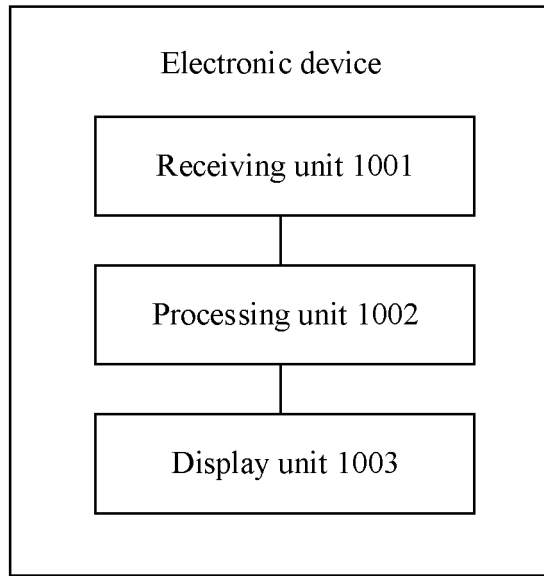 Electronic device
Receiving unit 1001
Processing unit 1002
Display unit 1003